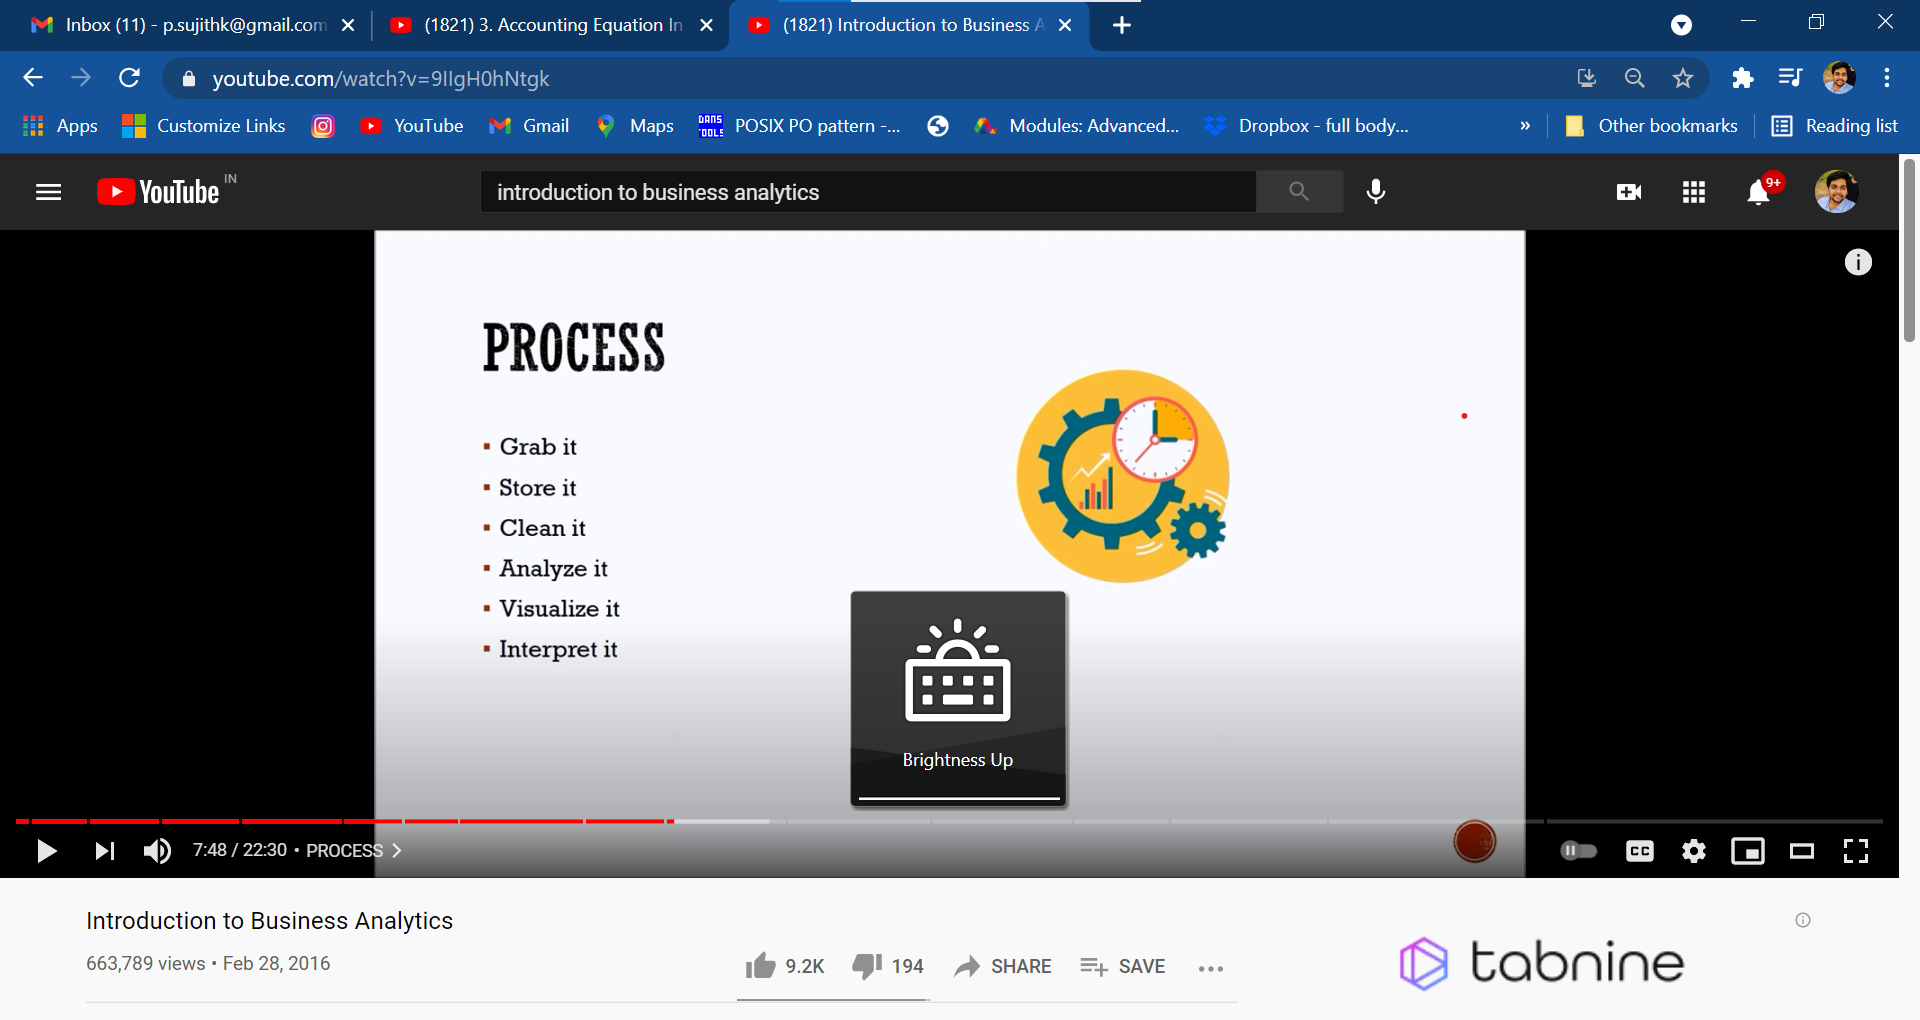 Inbox (11) - p.sujithk@gmail.com
(1821) 3. Accounting Equation In
(1821) Introduction to Business A
youtube.com/watch?v=9IIgH0hNtgk
Apps
Customize Links
YouTube
Gmail
Maps
POSIX PO pattern -...
Modules: Advanced...
Dropbox - full body...
»
Other bookmarks
Reading list
YouTube IN
introduction to business analytics
9+
PROCESS
Grab it
Store it
Clean it
Analyze it
Visualize it
Interpret it
Brightness Up
7:48 / 22:30 • PROCESS
CC
Introduction to Business Analytics
663,789 views • Feb 28, 2016
9.2K
194
SHARE
SAVE
tabnine